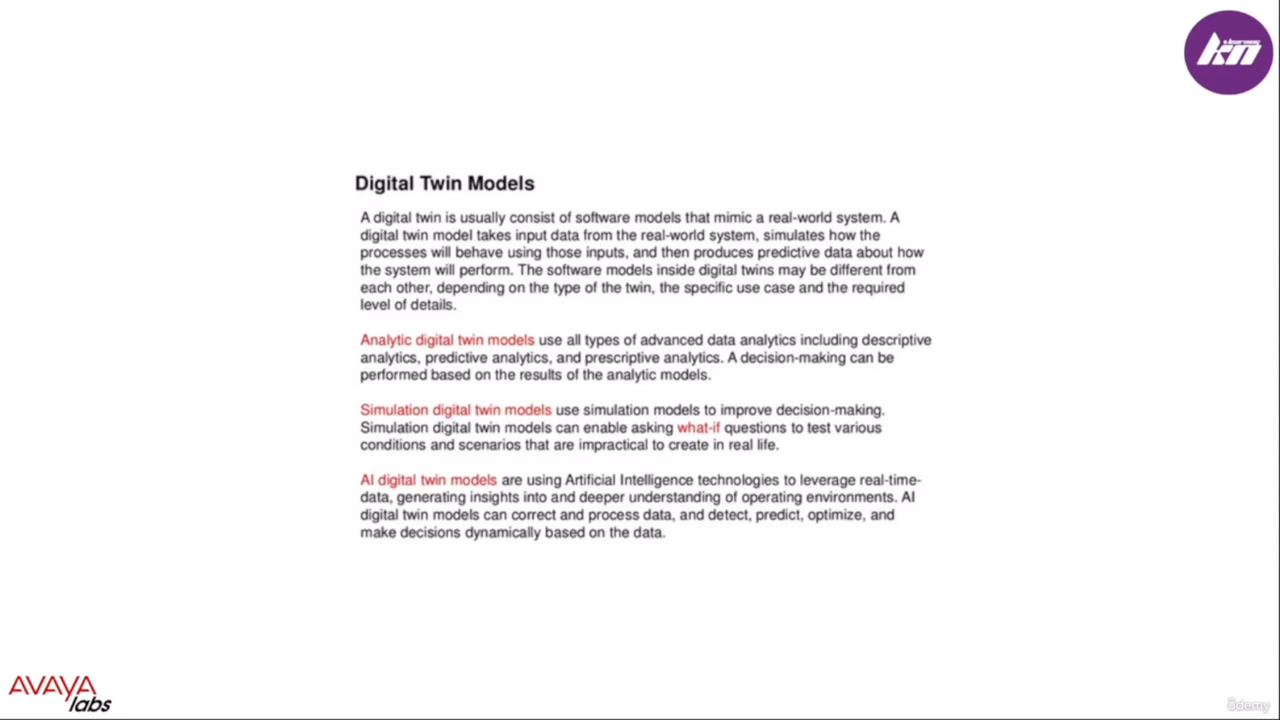 e.learning
kn
Digital Twin Models
A digital twin is usually consist of software models that mimic a real-world system. A
digital twin model takes input data from the real-world system, simulates how the
processes will behave using those inputs, and then produces predictive data about how
the system will perform. The software models inside digital twins may be different from
each other, depending on the type of the twin, the specific use case and the required
level of details.
Analytic digital twin models use all types of advanced data analytics including descriptive
analytics, predictive analytics, and prescriptive analytics. A decision-making can be
performed based on the results of the analytic models.
Simulation digital twin models use simulation models to improve decision-making.
Simulation digital twin models can enable asking what-if questions to test various
conditions and scenarios that are impractical to create in real life.
AI digital twin models are using Artificial Intelligence technologies to leverage real-time-
data, generating insights into and deeper understanding of operating environments. AI
digital twin models can correct and process data, and detect, predict, optimize, and
make decisions dynamically based on the data.
AVAYA
labs
ûdemy